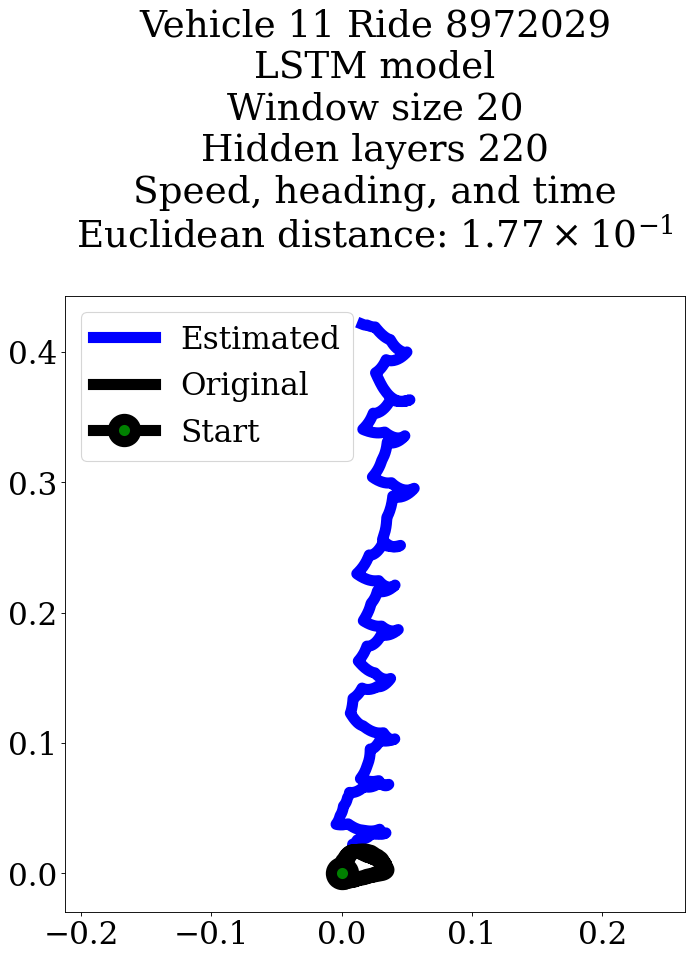 Vehicle 11 Ride 8972029
LSTM model
Window size 20
Hidden layers 220
Speed, heading, and time
Euclidean distance: 1.77 × 10⁻¹
Estimated
Original
Start
0.4
0.3
0.2
0.1
0.0
−0.2 −0.1 0.0 0.1 0.2